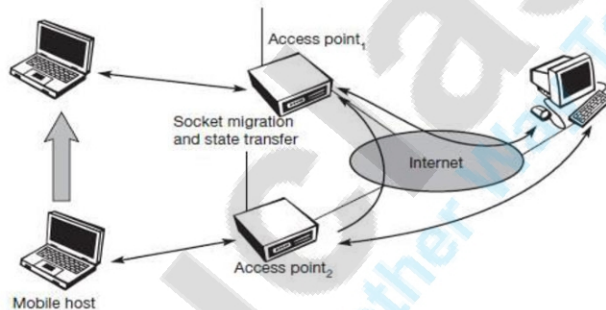 Access point1
Socket migration
and state transfer
Internet
Access point2
Mobile host